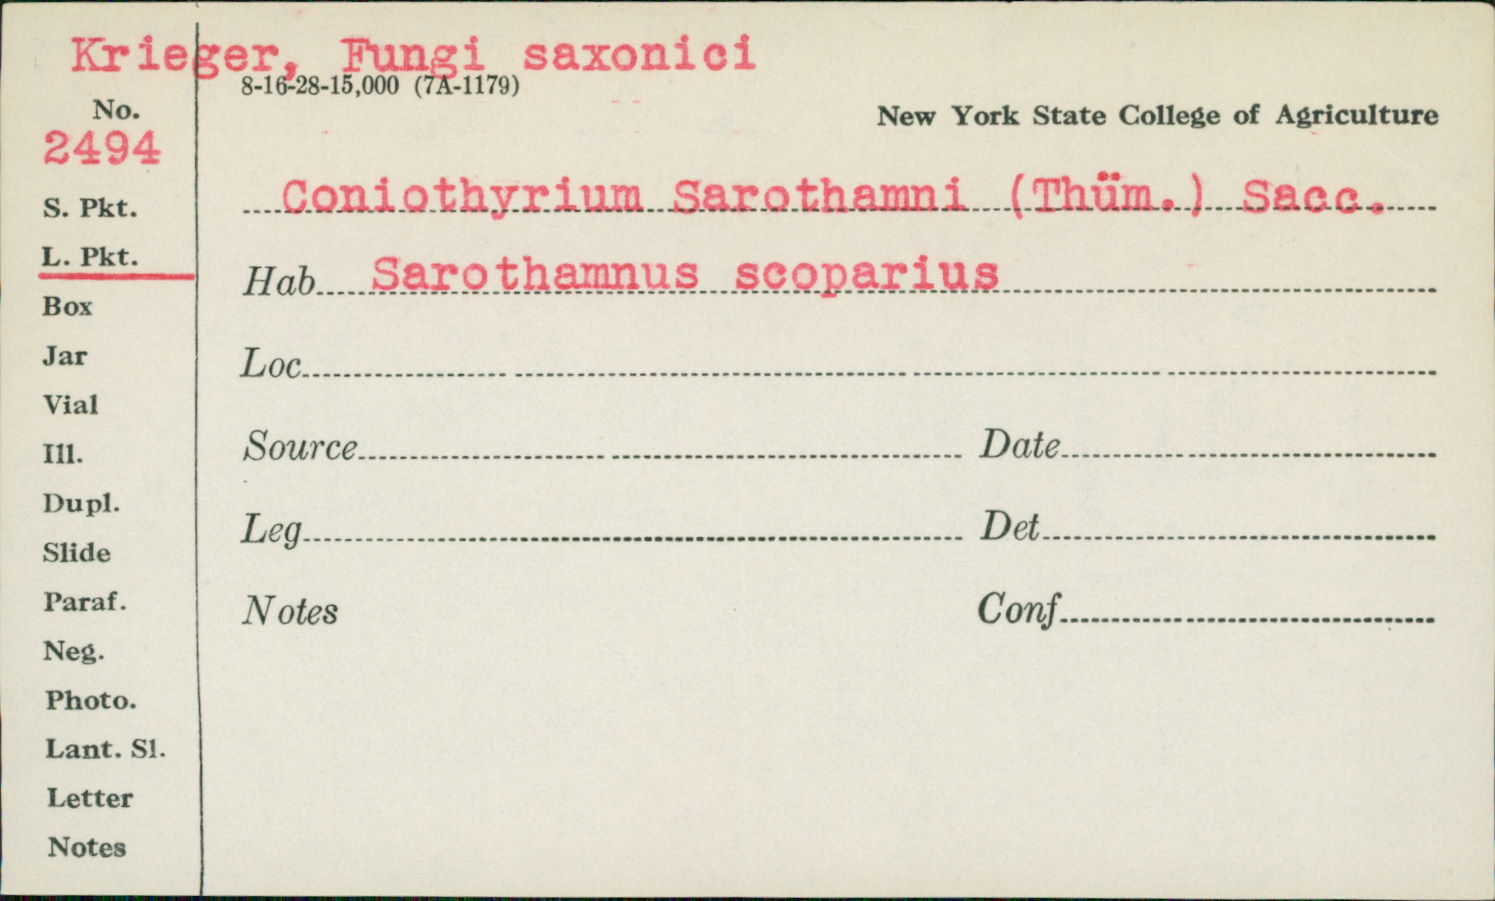 Krieger, Fungi saxonici
8-16-28-15,000 (7A-1179)
New York State College of Agriculture
No.
2494
S. Pkt.
L. Pkt.
Box
Jar
Vial
Ill.
Dupl.
Slide
Paraf.
Neg.
Photo.
Lant. Sl.
Letter
Notes
Coniothyrium Sarothamni (Thüm.) Sacc.
Hab Sarothamnus scoparius
Loc
Source Date
Leg Det
Notes Conf